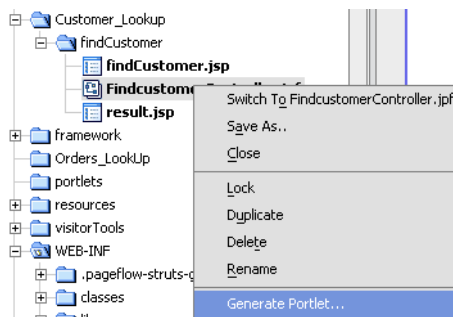 Customer_Lookup
findCustomer
findCustomer.jsp
Findcustome
result.jsp
Switch To FindcustomerController.jpf
Save As..
Close
Lock
Duplicate
Delete
Rename
Generate Portlet...
framework
Orders_LookUp
portlets
resources
visitorTools
WEB-INF
.pageflow-struts-g
classes